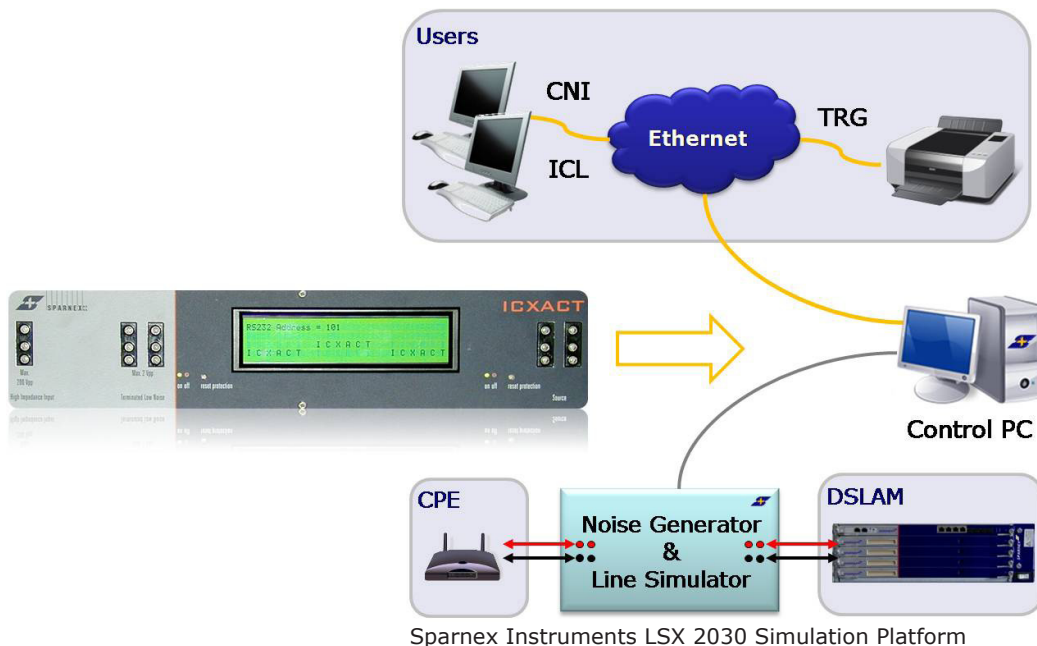 Users
CNI
Ethernet
TRG
ICL
SPARNEX
ICXACT
RS232 Address = 101
ICXACT
ICXACT
ICXACT
Max.
200 Vpp
Max. 2 Vpp
on off
reset protection
on off
reset protection
High Impedance Input
Terminated Low Noise
Source
Control PC
CPE
Noise Generator
&
Line Simulator
DSLAM
Sparnex Instruments LSX 2030 Simulation Platform